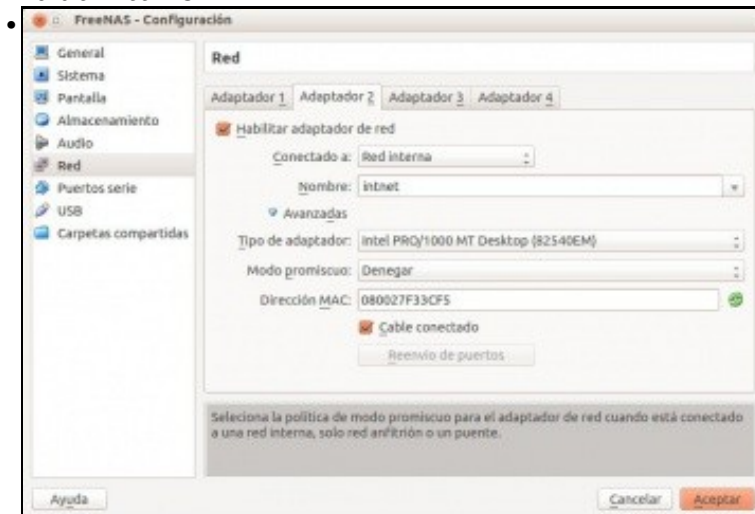 FreeNAS - Configuración
General
Sistema
Pantalla
Almacenamiento
Audio
Red
Puertos serie
USB
Carpetas compartidas
Red
Adaptador 1 Adaptador 2 Adaptador 3 Adaptador 4
Habilitar adaptador de red
Conectado a: Red interna
Nombre: intnet
Avanzadas
Tipo de adaptador: Intel PRO/1000 MT Desktop (82540EM)
Modo promiscuo: Denegar
Dirección MAC: 080027F33CF5
Cable conectado
Reenvío de puertos
Selecciona la política de modo promiscuo para el adaptador de red cuando está conectado
a una red interna, solo red anfitrión o un puente.
Ayuda Cancelar Aceptar